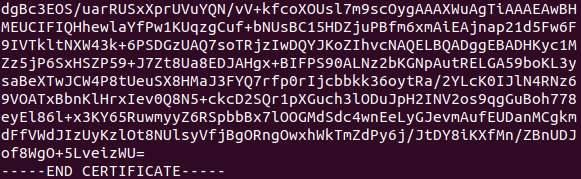 dgBc3EOS/uarRUSxXprUVuYQN/vV+kfcoXOUsl7m9scOygAAAXWuAgTiAAAEAwBH
MEUCIFIQHhewlaYfPw1KUqzgCuf+bNUsBC15HDZjuPBfm6xmAiEAjnap21d5Fw6F
9IVTkltNXW43k+6PSDGzUAQ7soTRjzIwDQYJKoZIhvcNAQELBQADggEBADHKyc1M
Zz5jP6SxHSZP59+J7Zt8Ua8EDJAHgx+BIFPS90ALNz2bKGNpAutRELGA59boKL3y
saBeXTwJCW4P8tUeuSX8HMaJ3FYQ7rfp0rIjcbbkk36oytRa/2YLcK0IJlN4RNz6
9VOATxBbnKlHrxIev0Q8N5+ckcD2SQr1pXGuch3lODuJpH2INV2os9qgGuBoh778
eyEl86l+x3KY65RuwmyyZ6RSpbbBx7lOOGMdSdc4wnEeLyGJevmAufEUDanMCgkm
dFfVWdJIzUyKzlOt8NUlsyVfjBgORngOwxhWkTmZdPy6j/JtDY8iKXfMn/ZBnUDJ
of8WgO+5LveizWU=
-----END CERTIFICATE-----